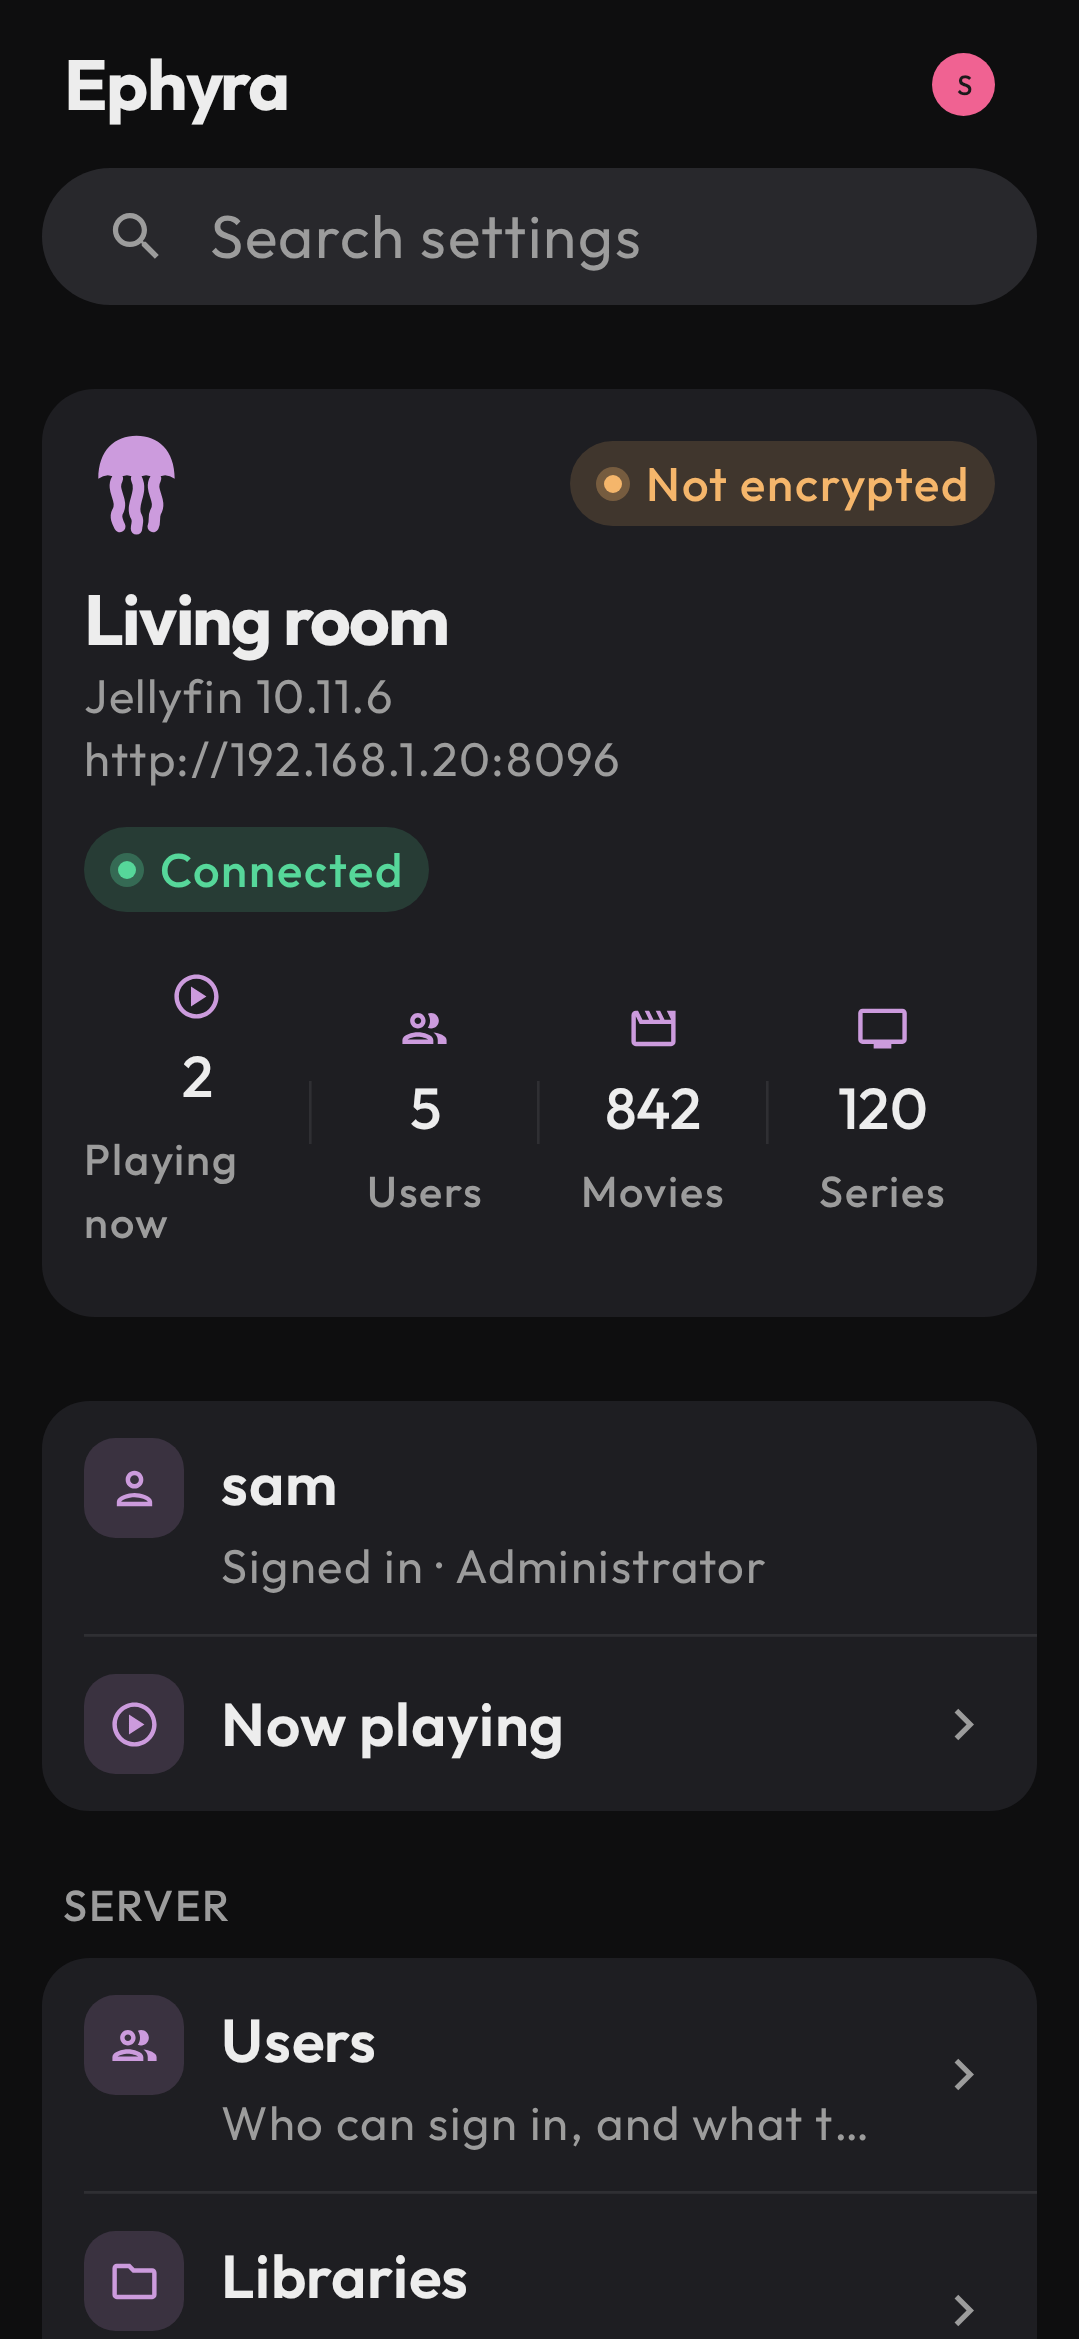 Ephyra
S
Search settings
Not encrypted
Living room
Jellyfin 10.11.6
http://192.168.1.20:8096
Connected
2
Playing
now
5
Users
842
Movies
120
Series
sam
Signed in · Administrator
Now playing
SERVER
Users
Who can sign in, and what t…
Libraries